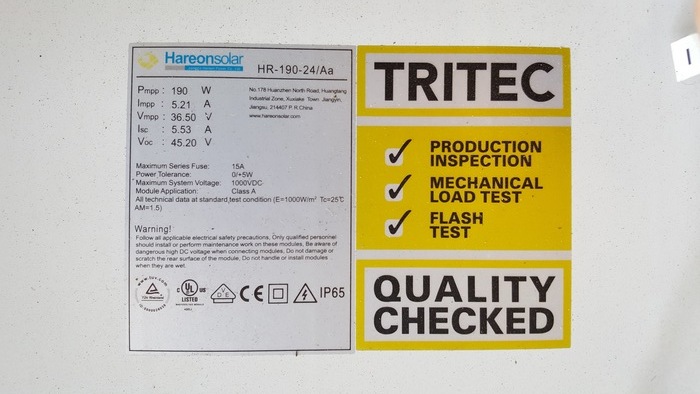 Hareonsolar
HR-190-24/Aa
Pmpp : 190 W
Impp : 5.21 A
Vmpp : 36.50 V
Isc : 5.53 A
Voc : 45.20 V
No.178 Huanzhen North Road, Huangtang
Industrial Zone, Xuxiake Town Jiangyin,
Jiangsu, 214407 P. R.China
www.hareonsolar.com
Maximum Series Fuse: 15A
Power Tolerance: 0/+5W
Maximum System Voltage: 1000VDC
Module Application: Class A
All technical data at standard test condition (E=1000W/m² Tc=25℃
AM=1.5)
Warning!
Follow all applicable electrical safety precautions, Only qualified personnel
should install or perform maintenance work on these modules, Be aware of
dangerous high DC voltage when connecting modules, Do not damage or
scratch the rear surface of the module, Do not handle or install modules
when they are wet.
www.tuv.com
C UL US
LISTED
DVE
CE
IP65
TRITEC
✓ PRODUCTION
INSPECTION
✓ MECHANICAL
LOAD TEST
✓ FLASH
TEST
QUALITY
CHECKED